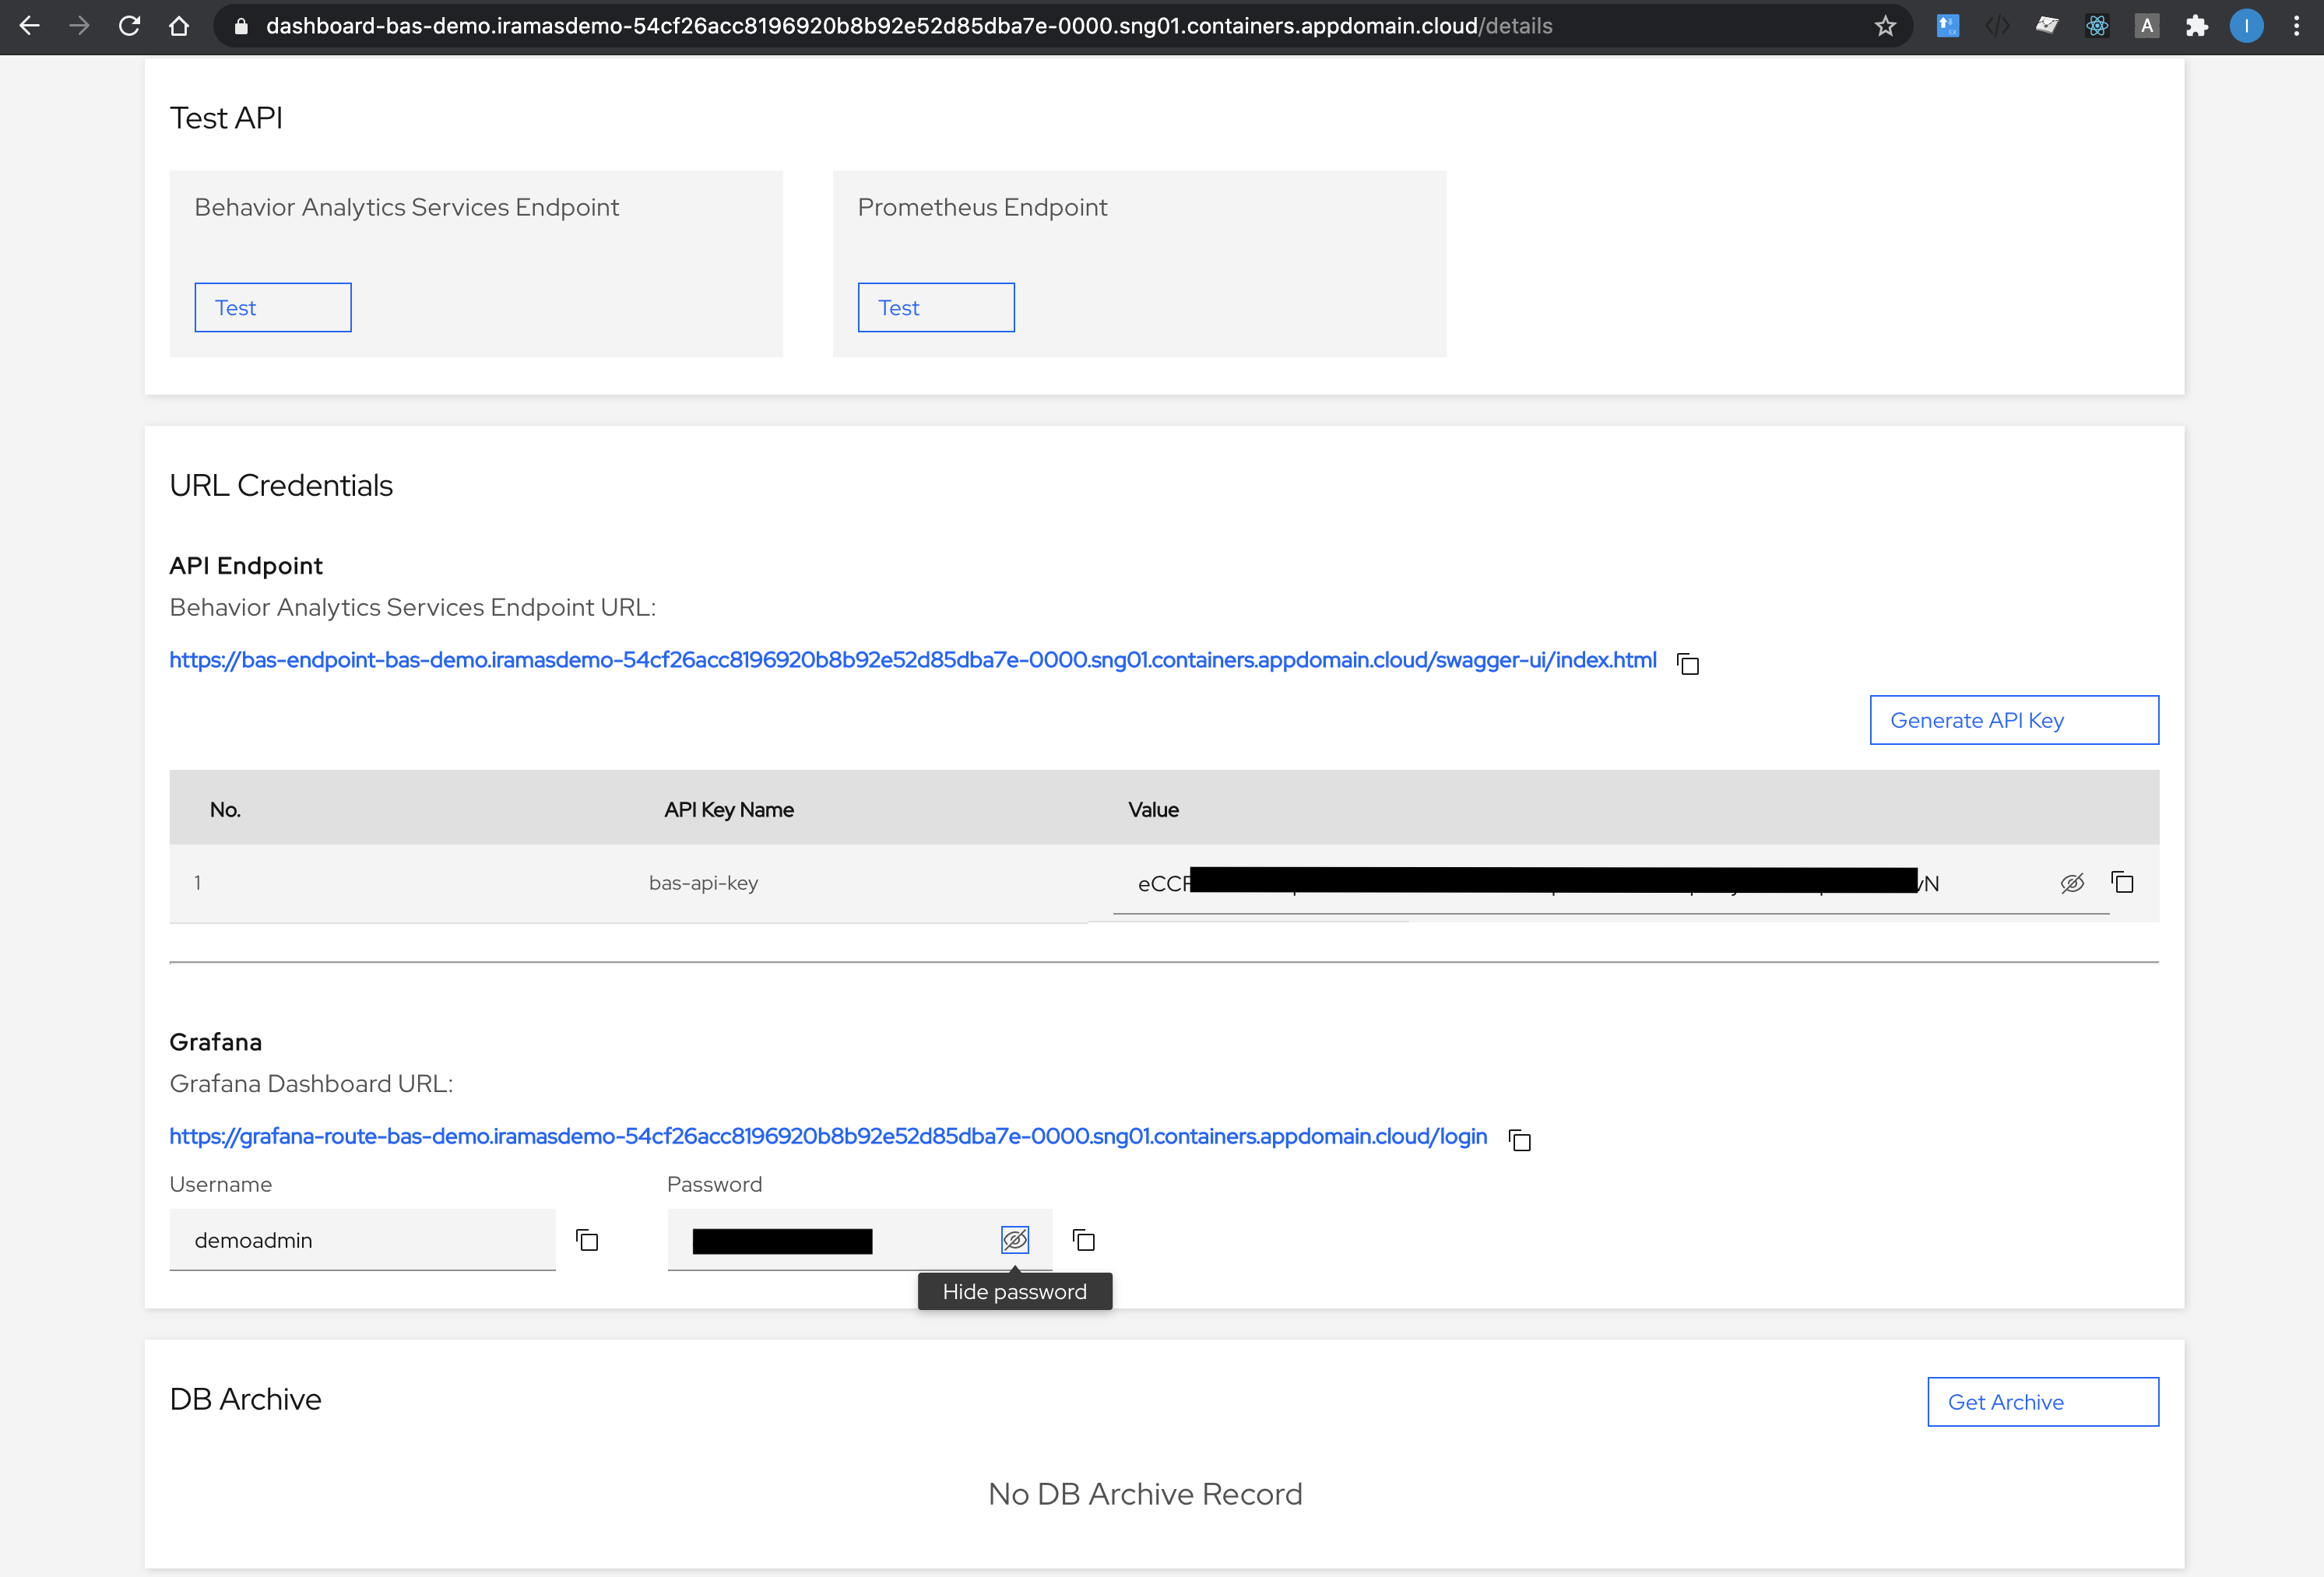 dashboard-bas-demo.iramasdemo-54cf26acc8196920b8b92e52d85dba7e-0000.sng01.containers.appdomain.cloud/details
A
I
Test API
Behavior Analytics Services Endpoint
Prometheus Endpoint
Test
Test
URL Credentials
API Endpoint
Behavior Analytics Services Endpoint URL:
https://bas-endpoint-bas-demo.iramasdemo-54cf26acc8196920b8b92e52d85dba7e-0000.sng01.containers.appdomain.cloud/swagger-ui/index.html
Generate API Key
No. API Key Name Value
1 bas-api-key
Grafana
Grafana Dashboard URL:
https://grafana-route-bas-demo.iramasdemo-54cf26acc8196920b8b92e52d85dba7e-0000.sng01.containers.appdomain.cloud/login
Username
Password
demoadmin
Hide password
DB Archive
Get Archive
No DB Archive Record